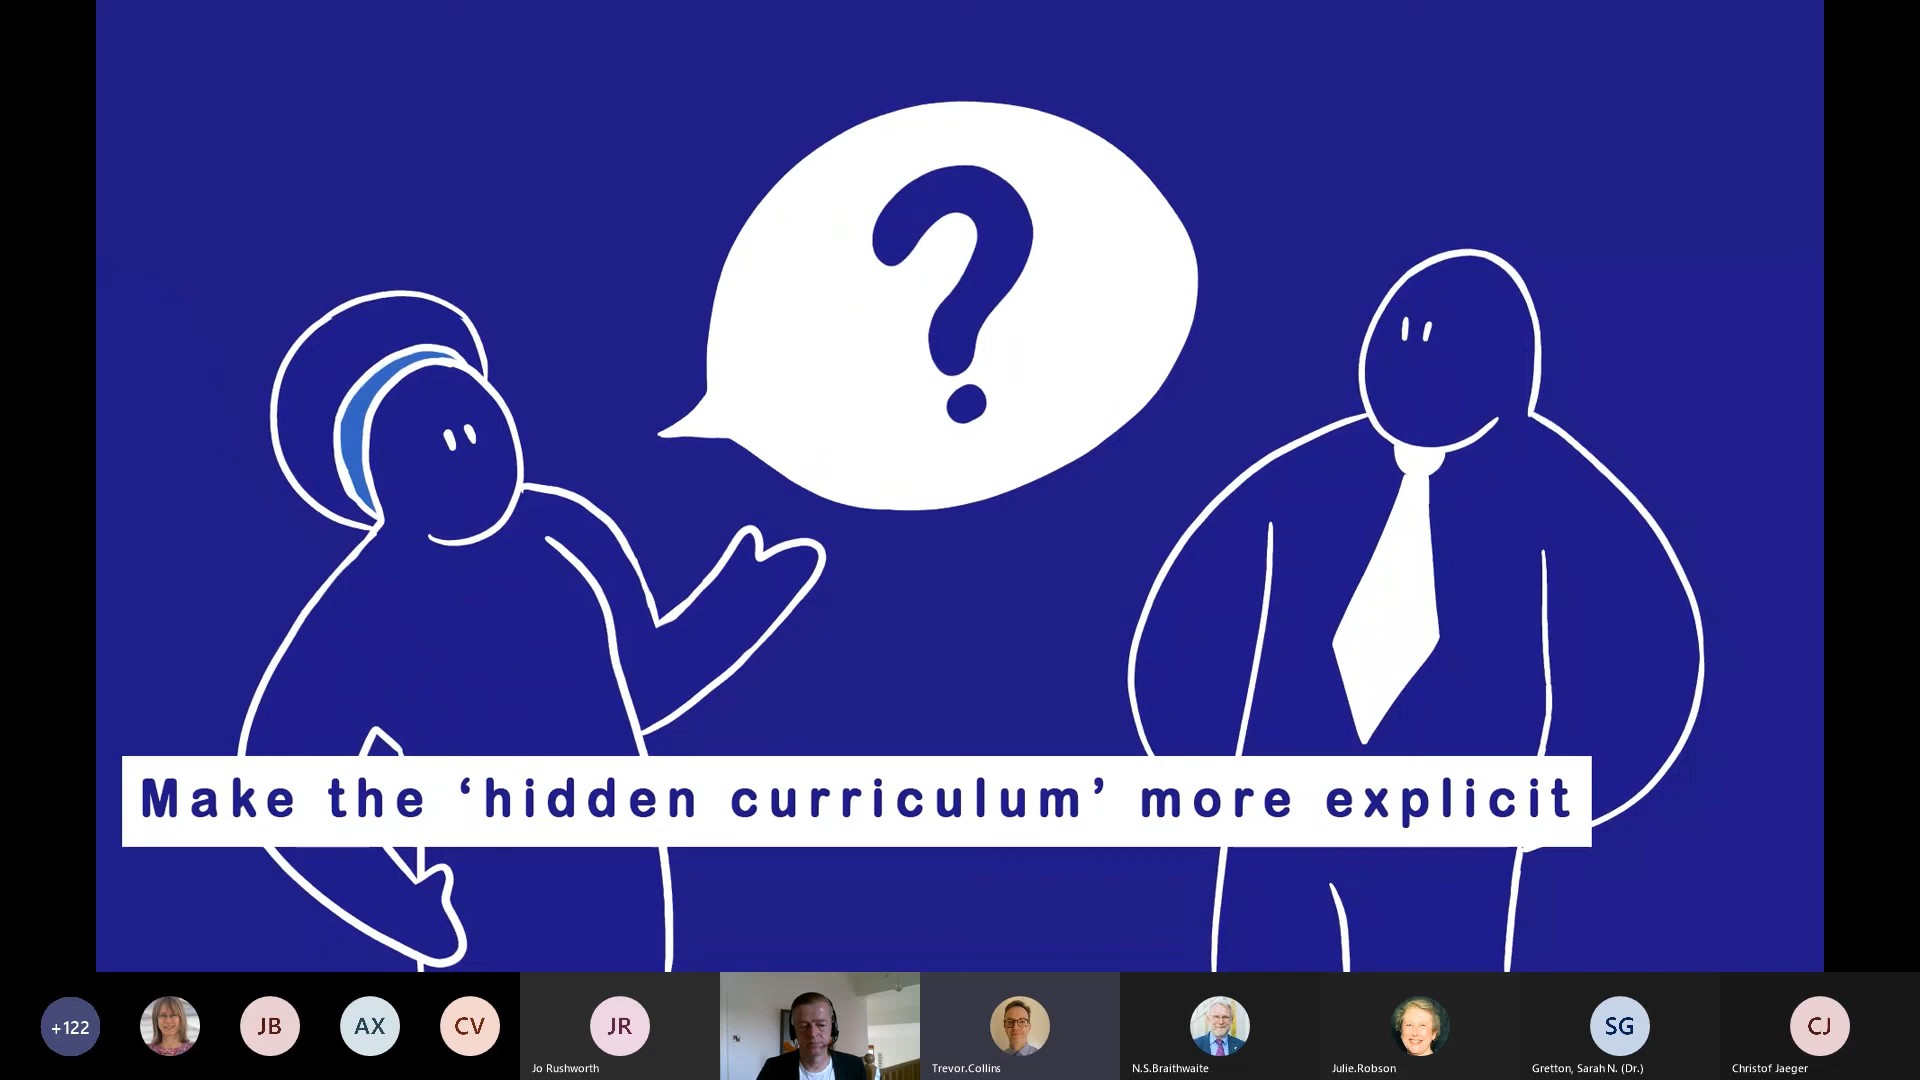 ?
Make the ‘hidden curriculum’ more explicit
+122
JB
AX
CV
JR
Jo Rushworth
Trevor.Collins
N.S.Braithwaite
Julie.Robson
SG
Gretton, Sarah N. (Dr.)
CJ
Christof Jaeger